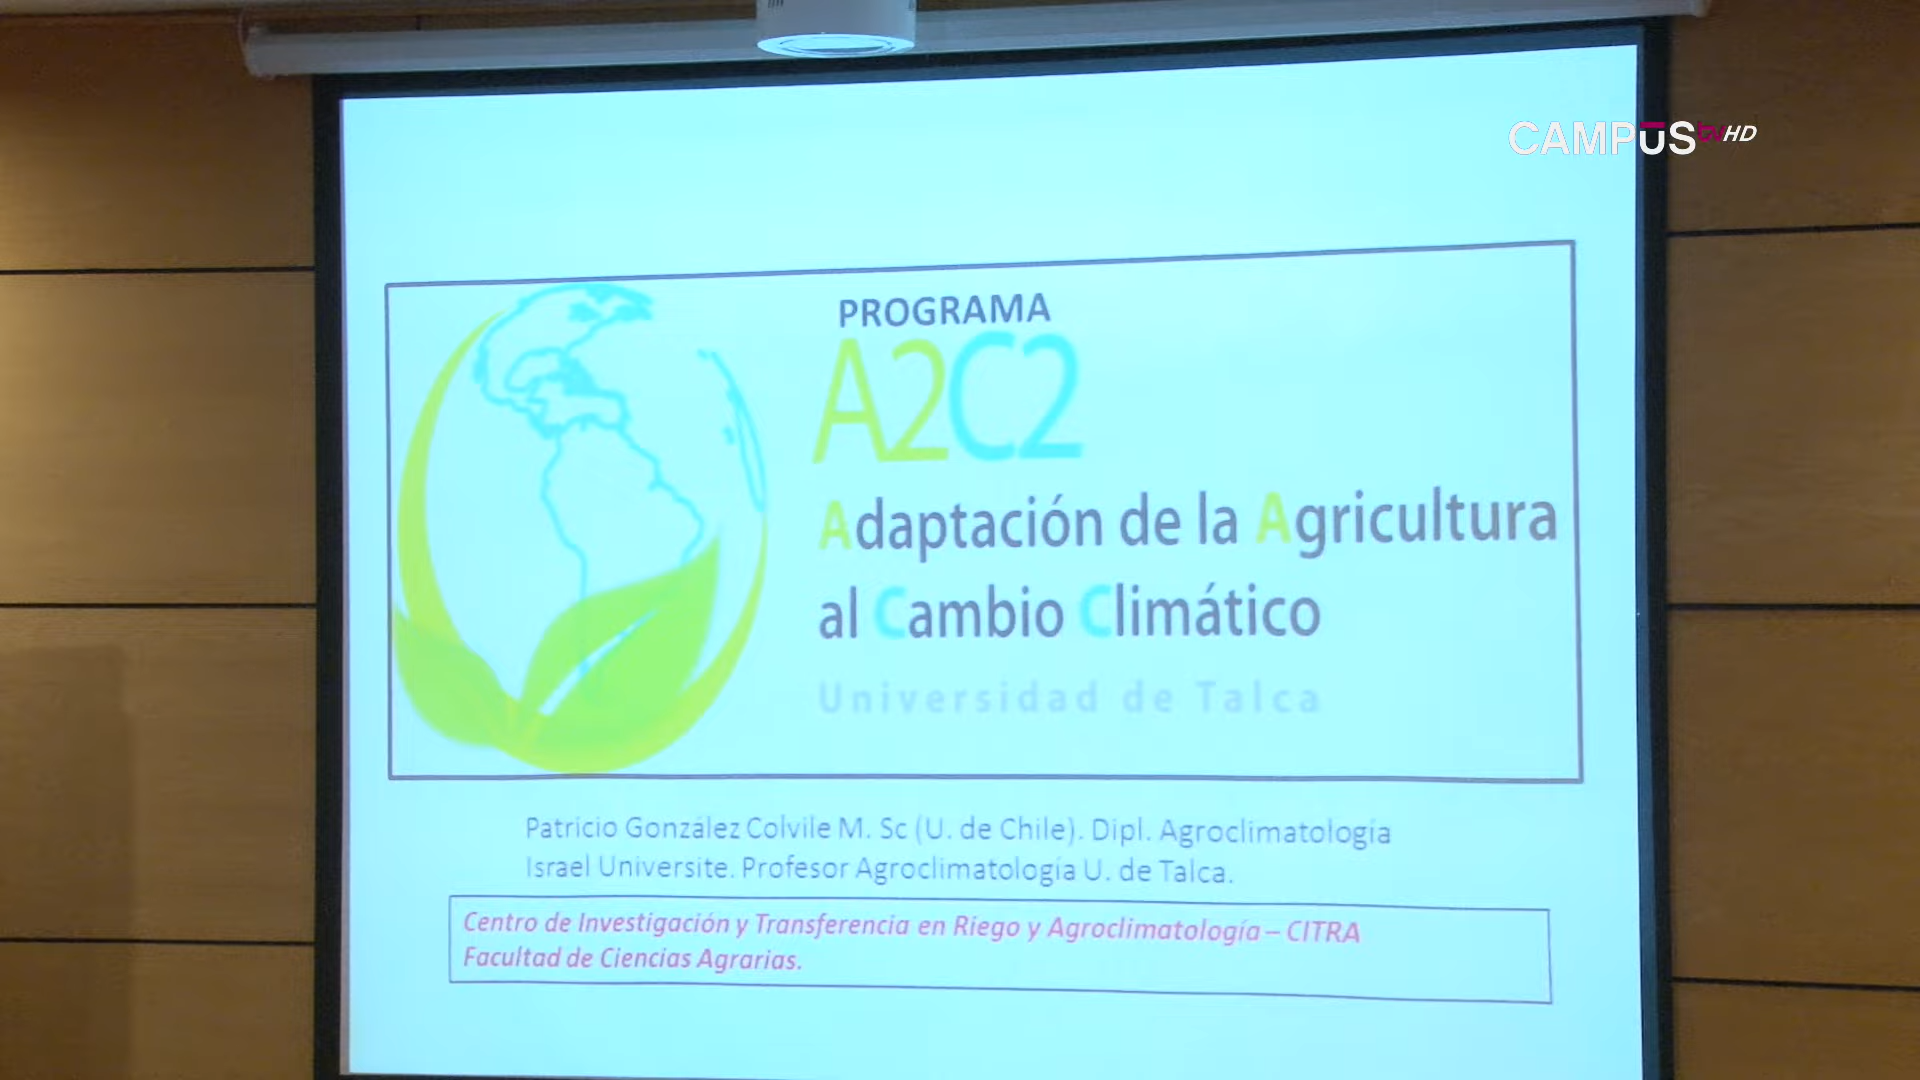 CAMPUS tv HD
PROGRAMA
A2C2
Adaptación de la Agricultura
al Cambio Climático
Universidad de Talca
Patricio González Colvile M. Sc (U. de Chile). Dipl. Agroclimatología
Israel Universite. Profesor Agroclimatología U. de Talca.
Centro de Investigación y Transferencia en Riego y Agroclimatología – CITRA
Facultad de Ciencias Agrarias.